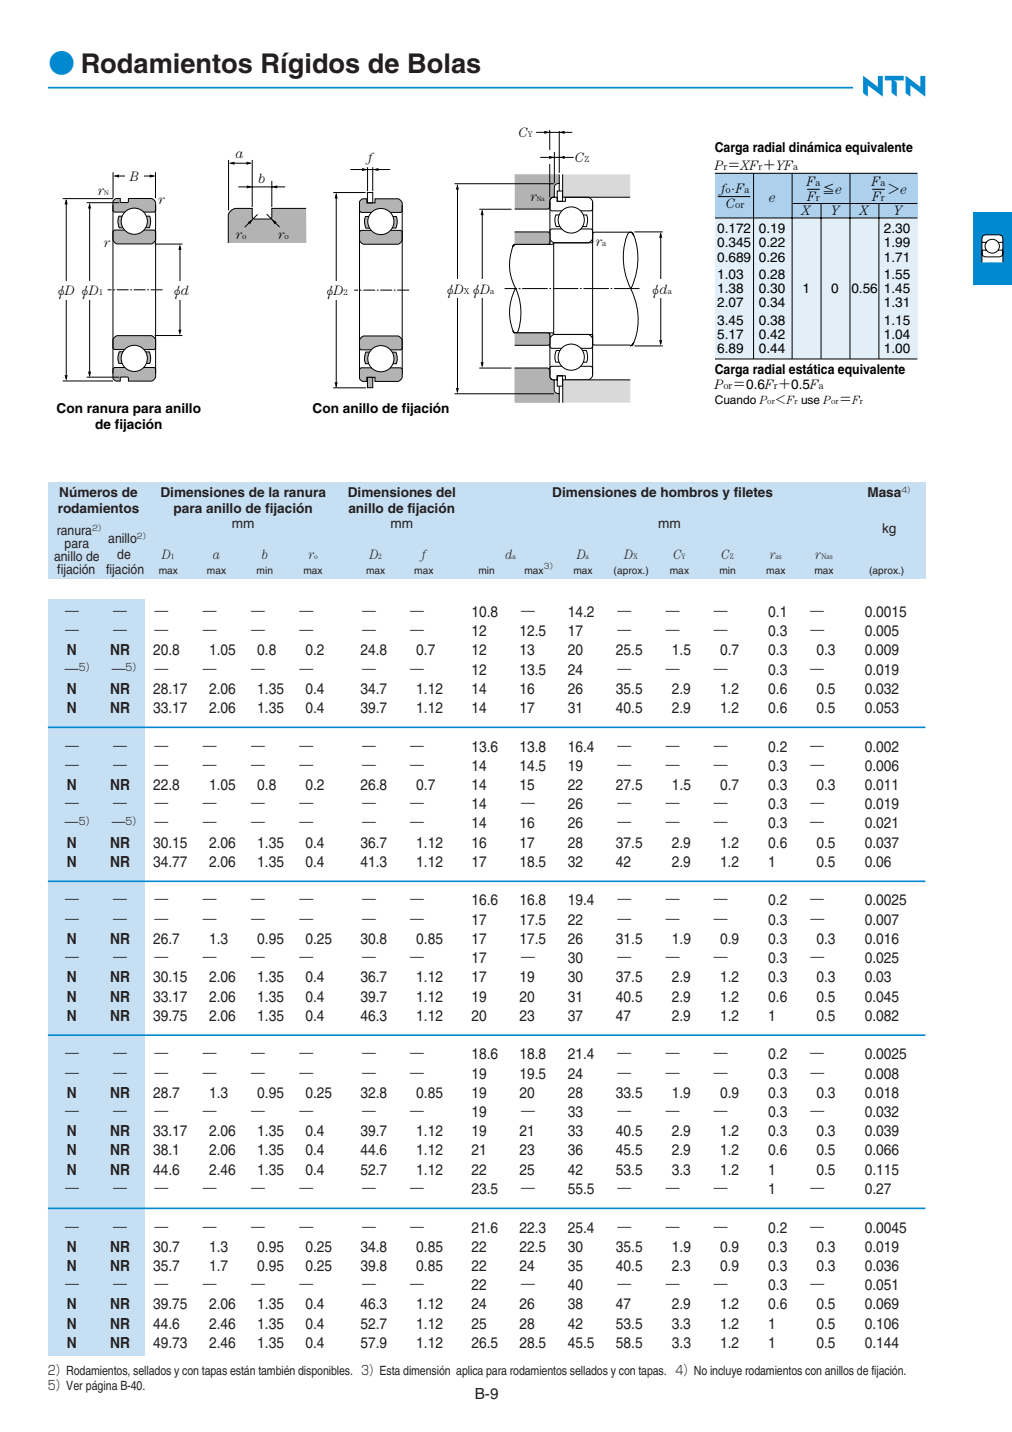 Rodamientos Rígidos de Bolas
NTN
a
b
ro ro
B
rN r
r
φD φD1 φd
Con ranura para anillo
de fijación
f
φD2
Con anillo de fijación
CY
CZ
rNa
ra
φDX φDa φda
Carga radial dinámica equivalente
Pr=XFr+YFa
fo·Fa/Cor e Fa/Fr≦e Fa/Fr>e
X Y X Y
0.172 0.19 2.30
0.345 0.22 1.99
0.689 0.26 1.71
1.03 0.28 1.55
1.38 0.30 1 0 0.56 1.45
2.07 0.34 1.31
3.45 0.38 1.15
5.17 0.42 1.04
6.89 0.44 1.00
Carga radial estática equivalente
Por=0.6Fr+0.5Fa
Cuando Por<Fr use Por=Fr
Números de rodamientos Dimensiones de la ranura para anillo de fijación Dimensiones del anillo de fijación Dimensiones de hombros y filetes Masa4)
mm mm mm kg
ranura2) para anillo de fijación anillo2) de fijación D1 a b ro D2 f da Da DX CY CZ ras rNas
max max min max max max min max3) max (aprox.) max min max max (aprox.)
— — — — — — — — 10.8 — 14.2 — — — 0.1 — 0.0015
— — — — — — — — 12 12.5 17 — — — 0.3 — 0.005
N NR 20.8 1.05 0.8 0.2 24.8 0.7 12 13 20 25.5 1.5 0.7 0.3 0.3 0.009
—5) —5) — — — — — — 12 13.5 24 — — — 0.3 — 0.019
N NR 28.17 2.06 1.35 0.4 34.7 1.12 14 16 26 35.5 2.9 1.2 0.6 0.5 0.032
N NR 33.17 2.06 1.35 0.4 39.7 1.12 14 17 31 40.5 2.9 1.2 0.6 0.5 0.053
— — — — — — — — 13.6 13.8 16.4 — — — 0.2 — 0.002
— — — — — — — — 14 14.5 19 — — — 0.3 — 0.006
N NR 22.8 1.05 0.8 0.2 26.8 0.7 14 15 22 27.5 1.5 0.7 0.3 0.3 0.011
— — — — — — — — 14 — 26 — — — 0.3 — 0.019
—5) —5) — — — — — — 14 16 26 — — — 0.3 — 0.021
N NR 30.15 2.06 1.35 0.4 36.7 1.12 16 17 28 37.5 2.9 1.2 0.6 0.5 0.037
N NR 34.77 2.06 1.35 0.4 41.3 1.12 17 18.5 32 42 2.9 1.2 1 0.5 0.06
— — — — — — — — 16.6 16.8 19.4 — — — 0.2 — 0.0025
— — — — — — — — 17 17.5 22 — — — 0.3 — 0.007
N NR 26.7 1.3 0.95 0.25 30.8 0.85 17 17.5 26 31.5 1.9 0.9 0.3 0.3 0.016
— — — — — — — — 17 — 30 — — — 0.3 — 0.025
N NR 30.15 2.06 1.35 0.4 36.7 1.12 17 19 30 37.5 2.9 1.2 0.3 0.3 0.03
N NR 33.17 2.06 1.35 0.4 39.7 1.12 19 20 31 40.5 2.9 1.2 0.6 0.5 0.045
N NR 39.75 2.06 1.35 0.4 46.3 1.12 20 23 37 47 2.9 1.2 1 0.5 0.082
— — — — — — — — 18.6 18.8 21.4 — — — 0.2 — 0.0025
— — — — — — — — 19 19.5 24 — — — 0.3 — 0.008
N NR 28.7 1.3 0.95 0.25 32.8 0.85 19 20 28 33.5 1.9 0.9 0.3 0.3 0.018
— — — — — — — — 19 — 33 — — — 0.3 — 0.032
N NR 33.17 2.06 1.35 0.4 39.7 1.12 19 21 33 40.5 2.9 1.2 0.3 0.3 0.039
N NR 38.1 2.06 1.35 0.4 44.6 1.12 21 23 36 45.5 2.9 1.2 0.6 0.5 0.066
N NR 44.6 2.46 1.35 0.4 52.7 1.12 22 25 42 53.5 3.3 1.2 1 0.5 0.115
— — — — — — — — 23.5 — 55.5 — — — 1 — 0.27
— — — — — — — — 21.6 22.3 25.4 — — — 0.2 — 0.0045
N NR 30.7 1.3 0.95 0.25 34.8 0.85 22 22.5 30 35.5 1.9 0.9 0.3 0.3 0.019
N NR 35.7 1.7 0.95 0.25 39.8 0.85 22 24 35 40.5 2.3 0.9 0.3 0.3 0.036
— — — — — — — — 22 — 40 — — — 0.3 — 0.051
N NR 39.75 2.06 1.35 0.4 46.3 1.12 24 26 38 47 2.9 1.2 0.6 0.5 0.069
N NR 44.6 2.46 1.35 0.4 52.7 1.12 25 28 42 53.5 3.3 1.2 1 0.5 0.106
N NR 49.73 2.46 1.35 0.4 57.9 1.12 26.5 28.5 45.5 58.5 3.3 1.2 1 0.5 0.144
2) Rodamientos, sellados y con tapas están también disponibles. 3) Esta dimensión aplica para rodamientos sellados y con tapas. 4) No incluye rodamientos con anillos de fijación.
5) Ver página B-40.
B-9